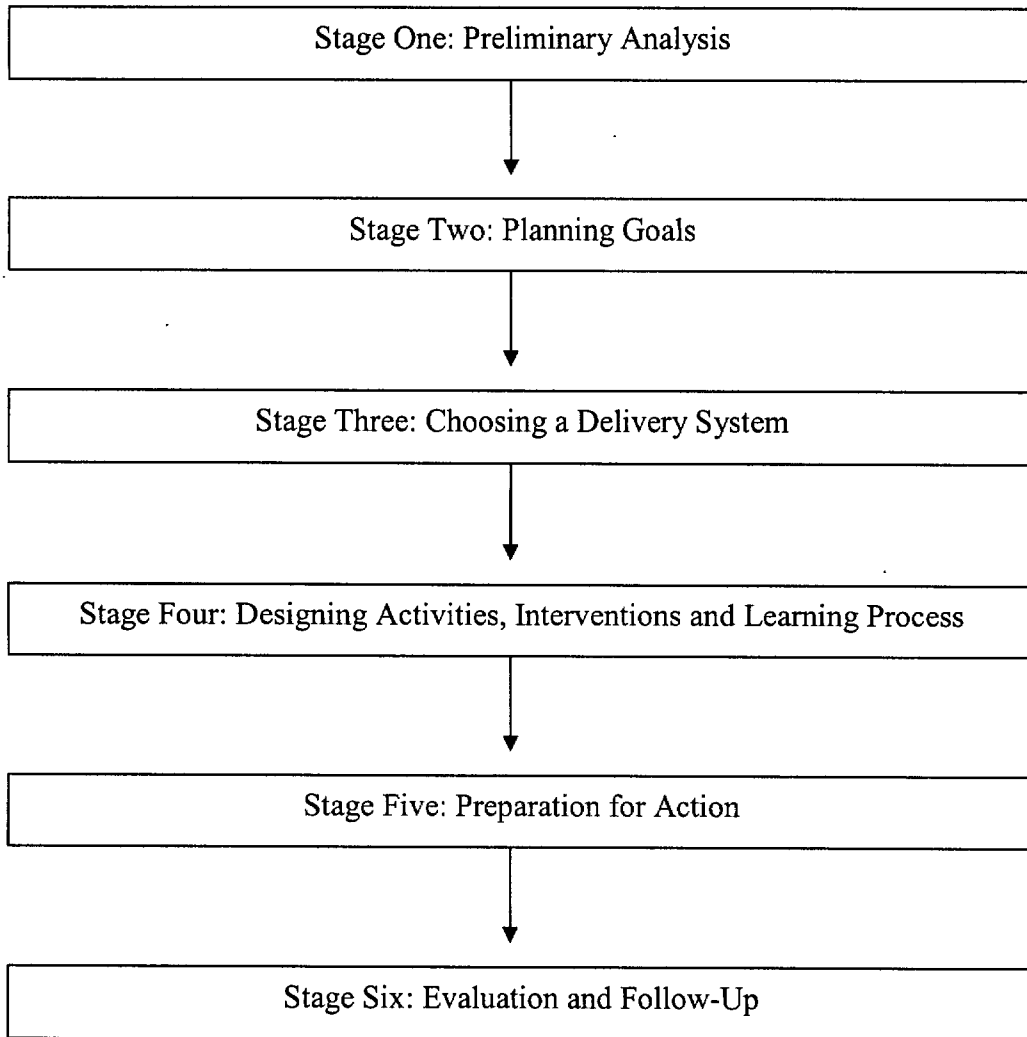 Stage One: Preliminary Analysis
Stage Two: Planning Goals
Stage Three: Choosing a Delivery System
Stage Four: Designing Activities, Interventions and Learning Process
Stage Five: Preparation for Action
Stage Six: Evaluation and Follow-Up